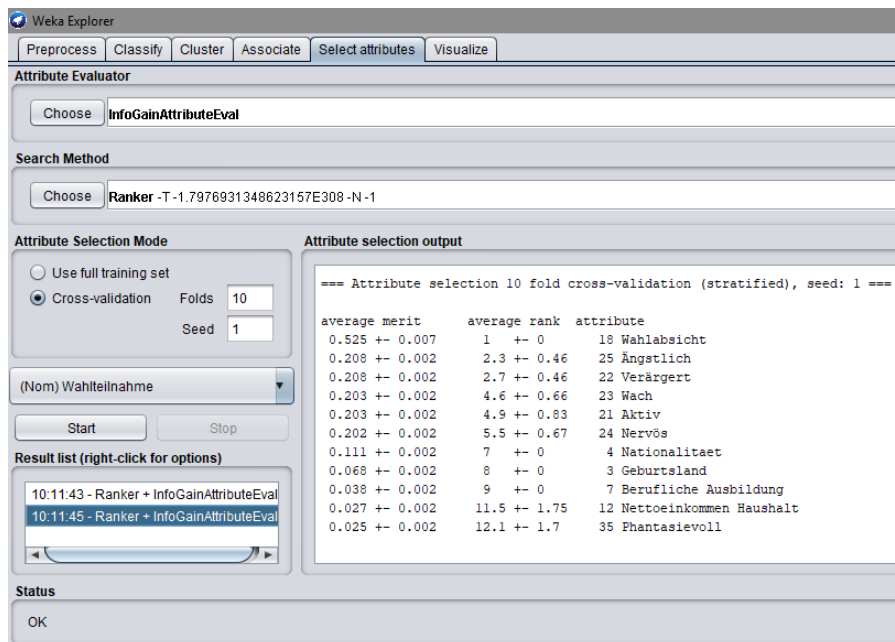 Weka Explorer
Preprocess Classify Cluster Associate Select attributes Visualize
Attribute Evaluator
Choose InfoGainAttributeEval
Search Method
Choose Ranker -T -1.7976931348623157E308 -N -1
Attribute Selection Mode
Use full training set
Cross-validation Folds 10
Seed 1
(Nom) Wahlteilnahme
Start Stop
Result list (right-click for options)
10:11:43 - Ranker + InfoGainAttributeEval
10:11:45 - Ranker + InfoGainAttributeEval
Attribute selection output
=== Attribute selection 10 fold cross-validation (stratified), seed: 1 ===
average merit average rank attribute
0.525 +- 0.007 1 +- 0 18 Wahlabsicht
0.208 +- 0.002 2.3 +- 0.46 25 Ängstlich
0.208 +- 0.002 2.7 +- 0.46 22 Verärgert
0.203 +- 0.002 4.6 +- 0.66 23 Wach
0.203 +- 0.002 4.9 +- 0.83 21 Aktiv
0.202 +- 0.002 5.5 +- 0.67 24 Nervös
0.111 +- 0.002 7 +- 0 4 Nationalitaet
0.068 +- 0.002 8 +- 0 3 Geburtsland
0.038 +- 0.002 9 +- 0 7 Berufliche Ausbildung
0.027 +- 0.002 11.5 +- 1.75 12 Nettoeinkommen Haushalt
0.025 +- 0.002 12.1 +- 1.7 35 Phantasievoll
Status
OK